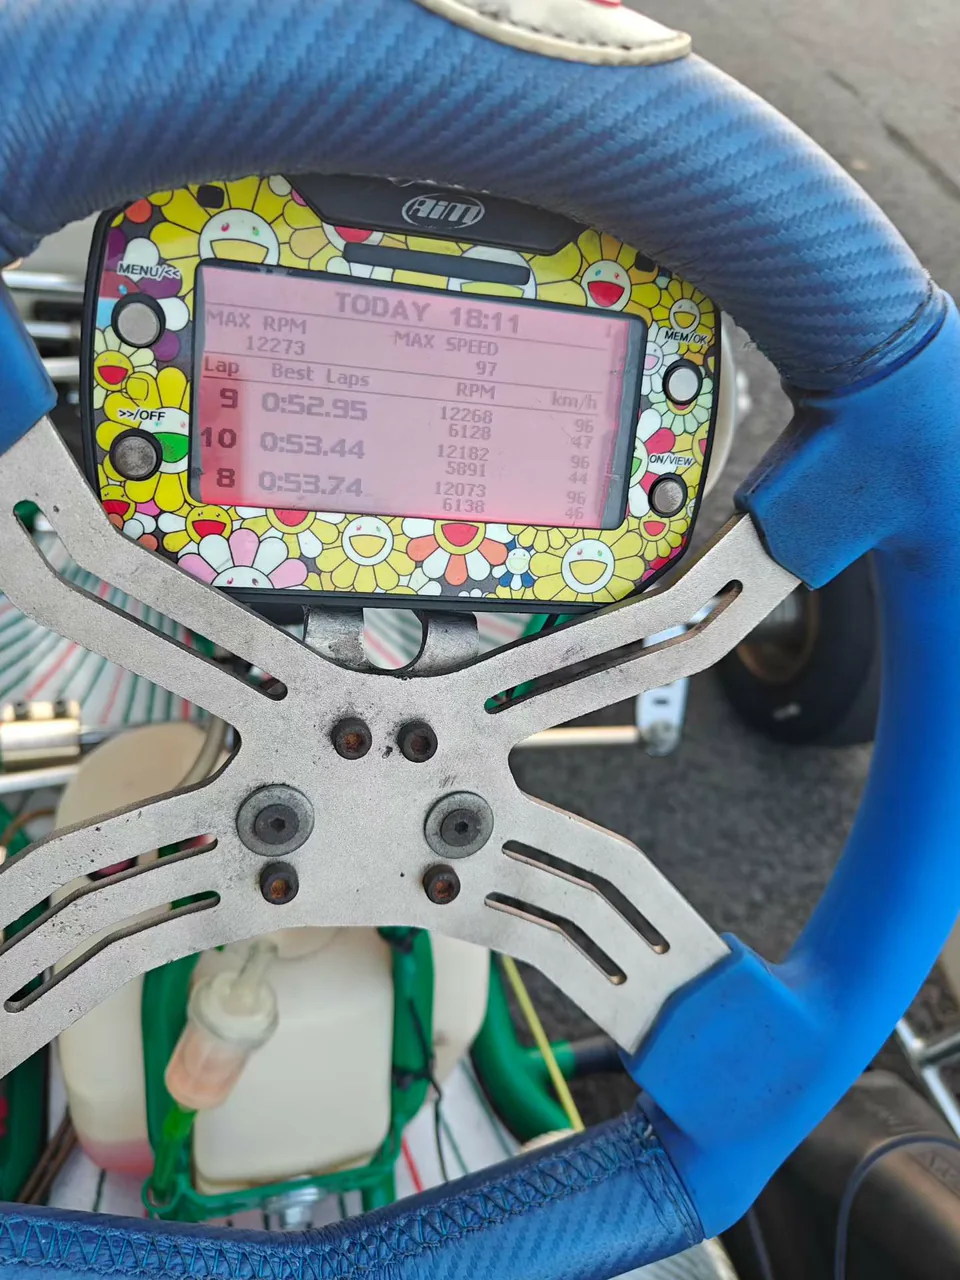 AiM
MENU/<<
TODAY 18:11
MAX RPM MAX SPEED
12273 97
MEM/OK
Lap Best Laps RPM km/h
9 0:52.95 12268 96
6128 47
>>/OFF
10 0:53.44 12182 96
5891 44
ON/VIEW
8 0:53.74 12073 96
6138 46